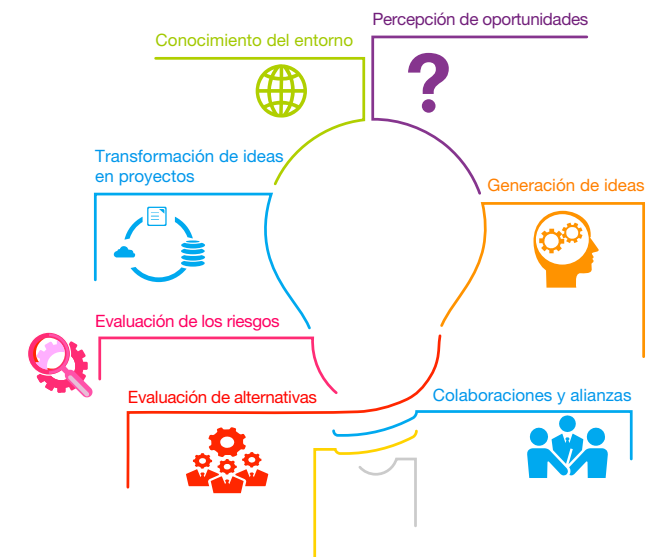 Percepción de oportunidades
Conocimiento del entorno
Transformación de ideas
en proyectos
Generación de ideas
Evaluación de los riesgos
Evaluación de alternativas
Colaboraciones y alianzas